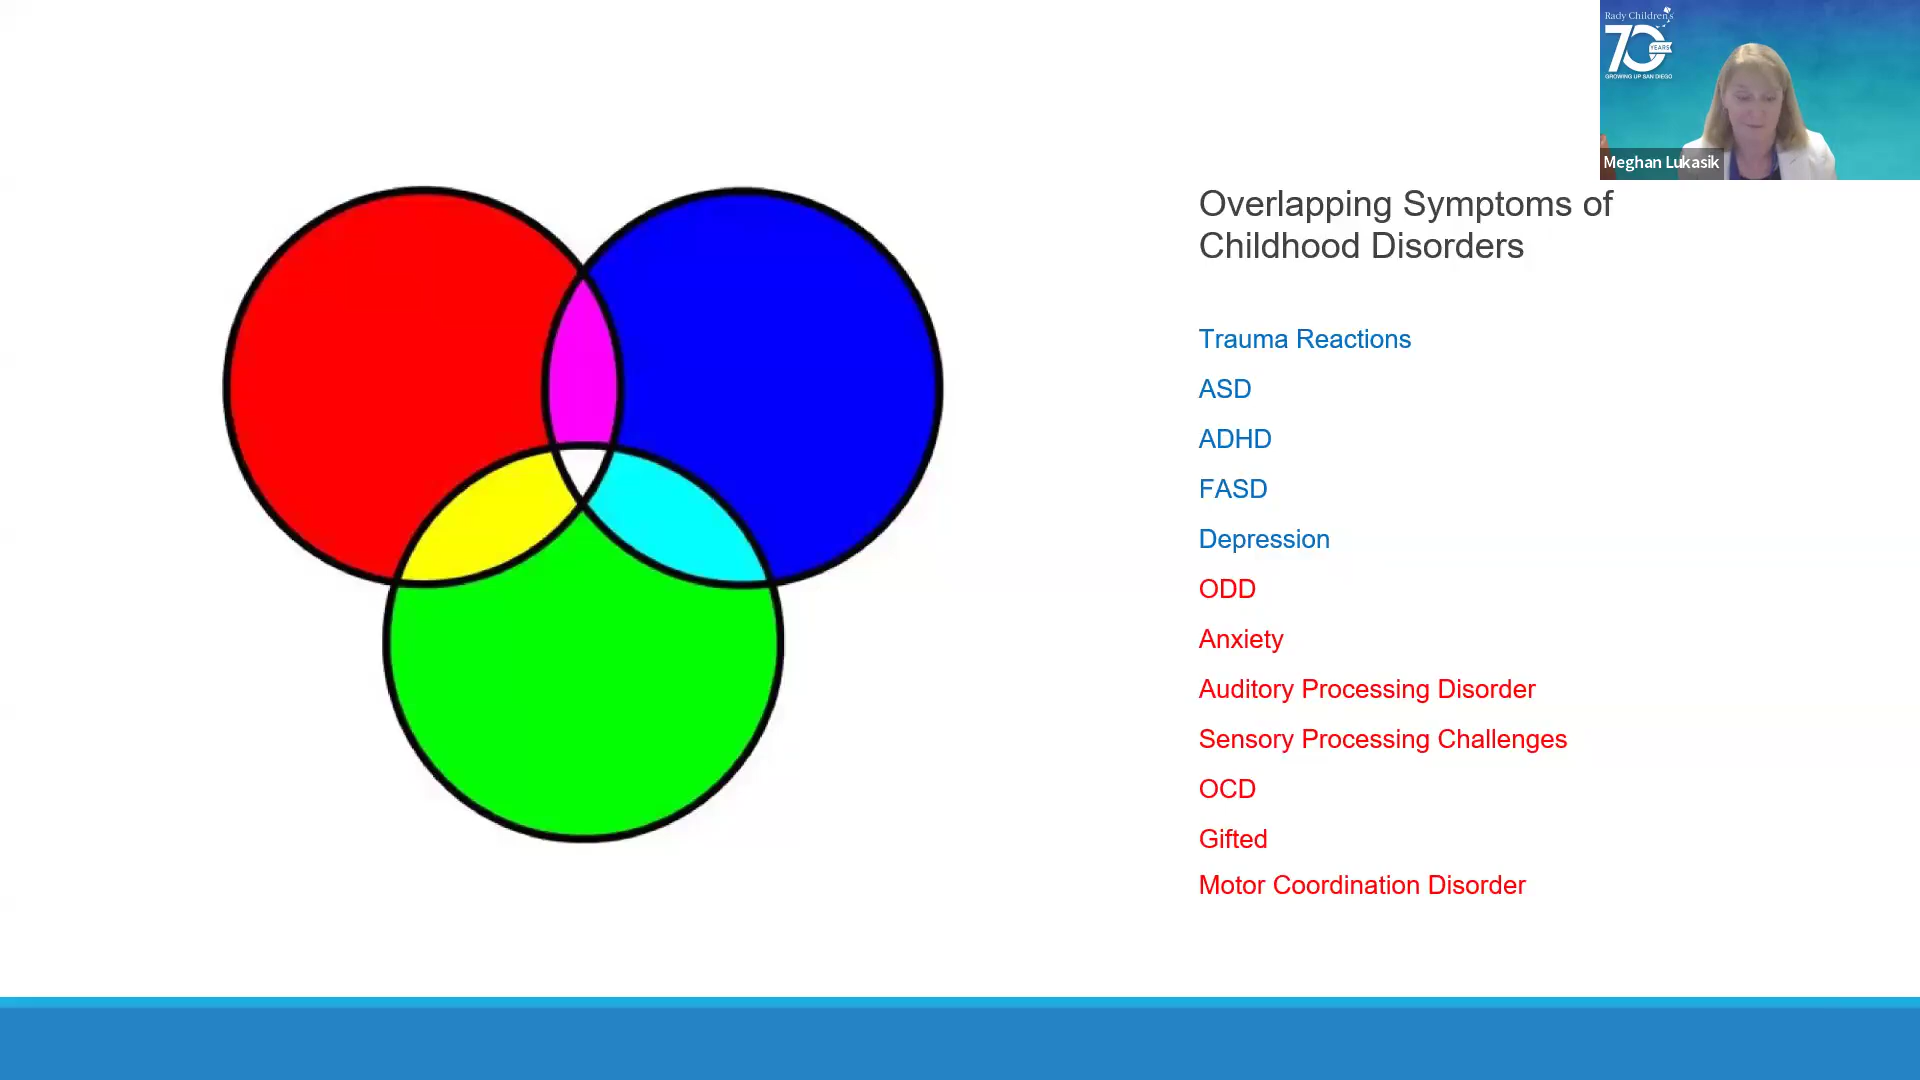 Rady Children's
70
YEARS
GROWING UP SAN DIEGO
Meghan Lukasik
Overlapping Symptoms of
Childhood Disorders
Trauma Reactions
ASD
ADHD
FASD
Depression
ODD
Anxiety
Auditory Processing Disorder
Sensory Processing Challenges
OCD
Gifted
Motor Coordination Disorder